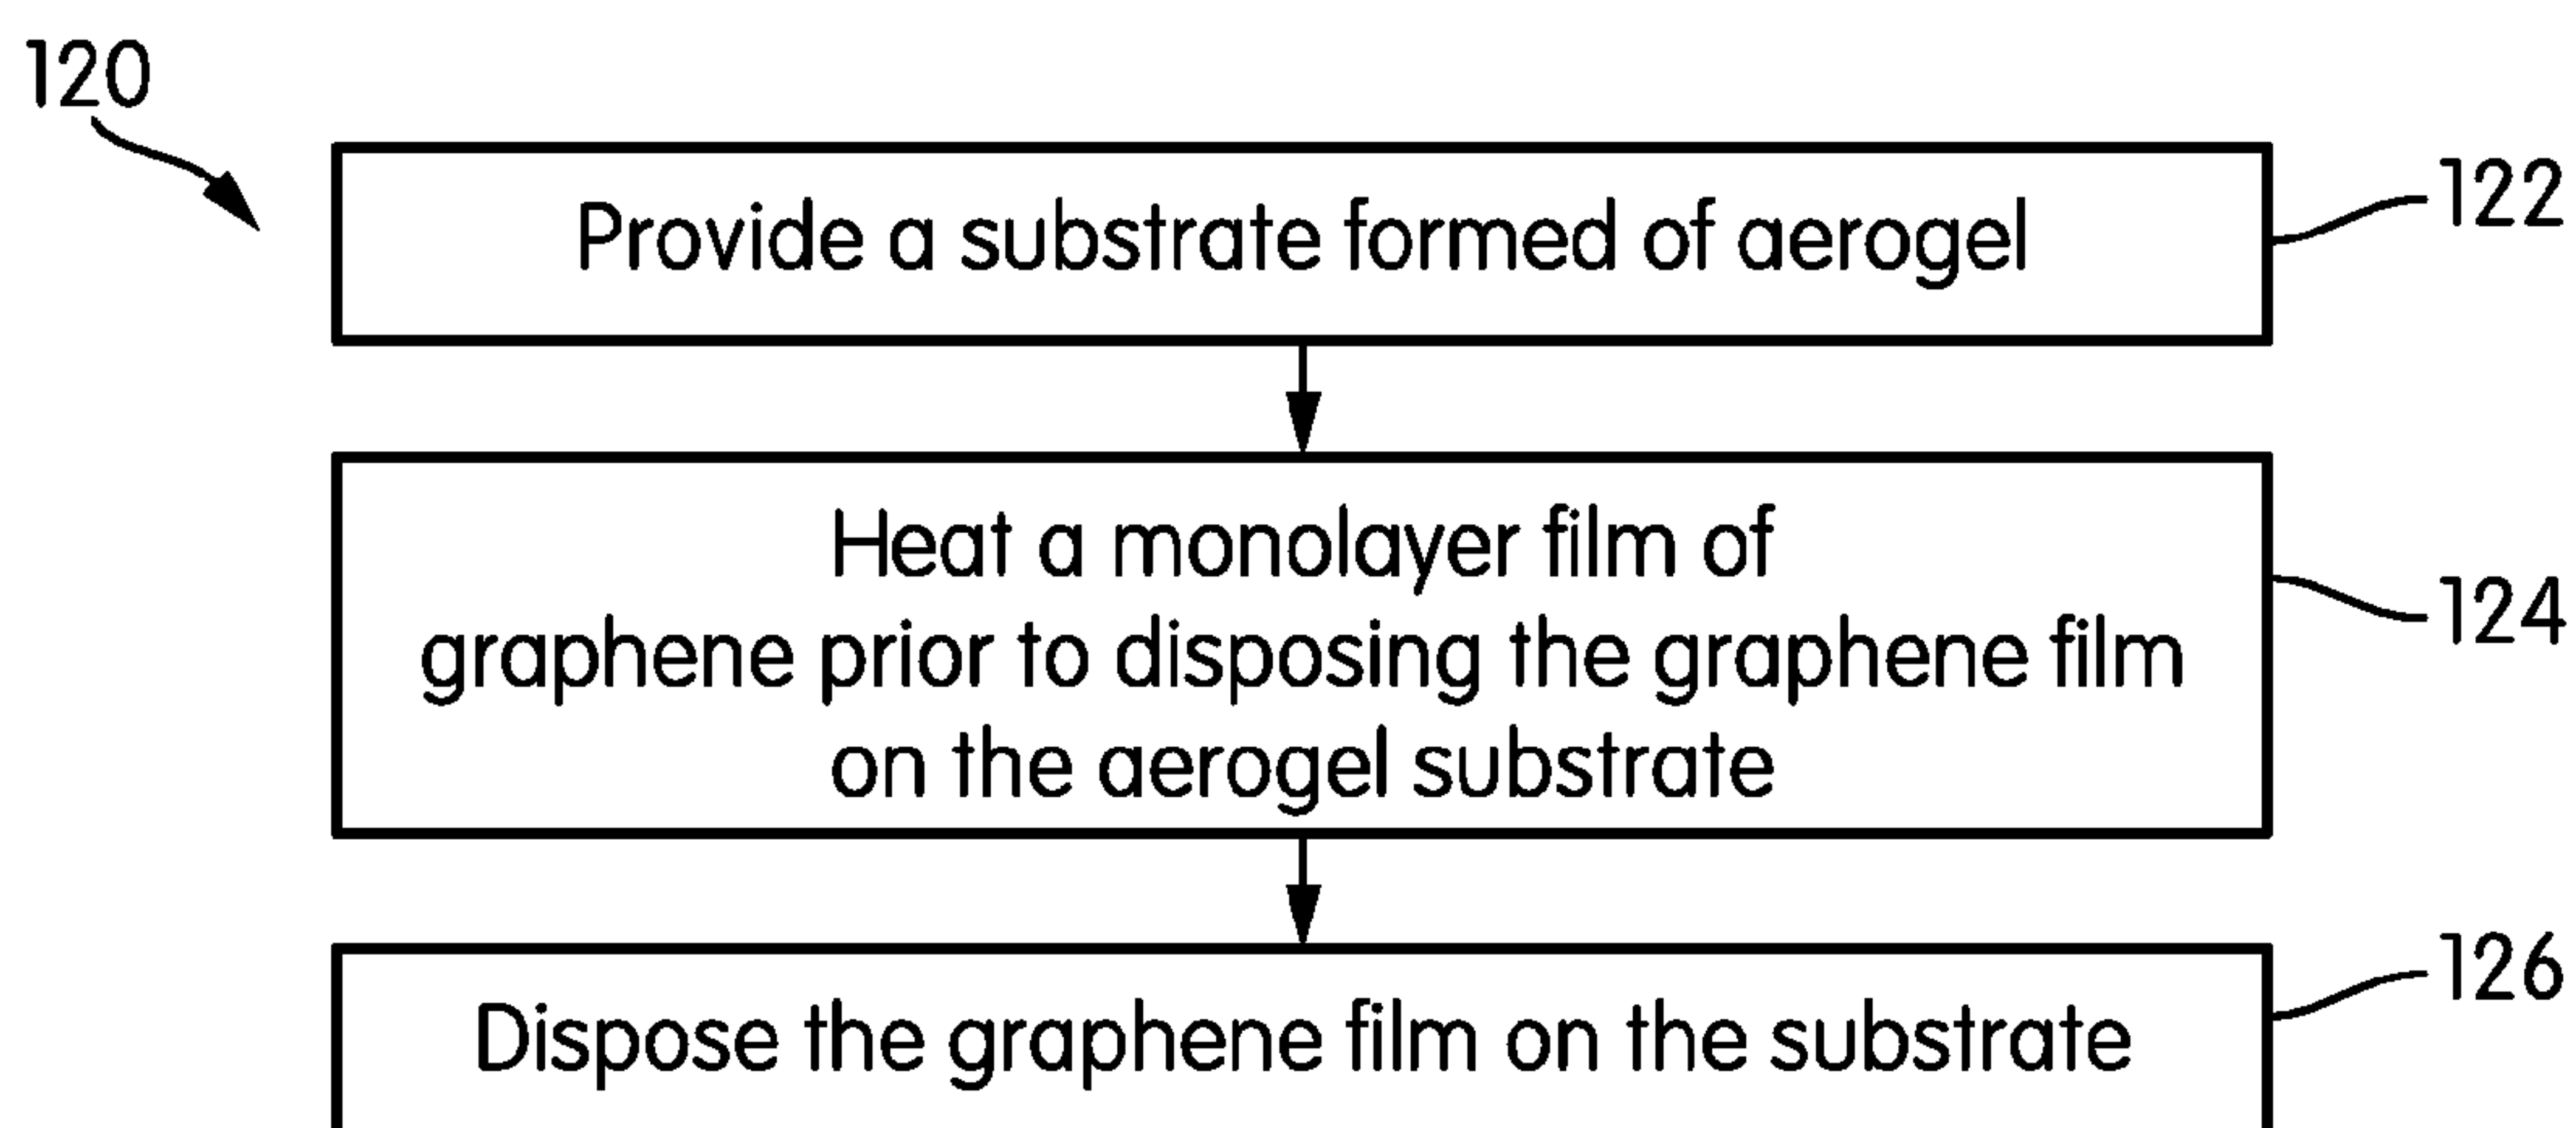 120
Provide a substrate formed of aerogel
122
Heat a monolayer film of
graphene prior to disposing the graphene film
on the aerogel substrate
124
Dispose the graphene film on the substrate
126